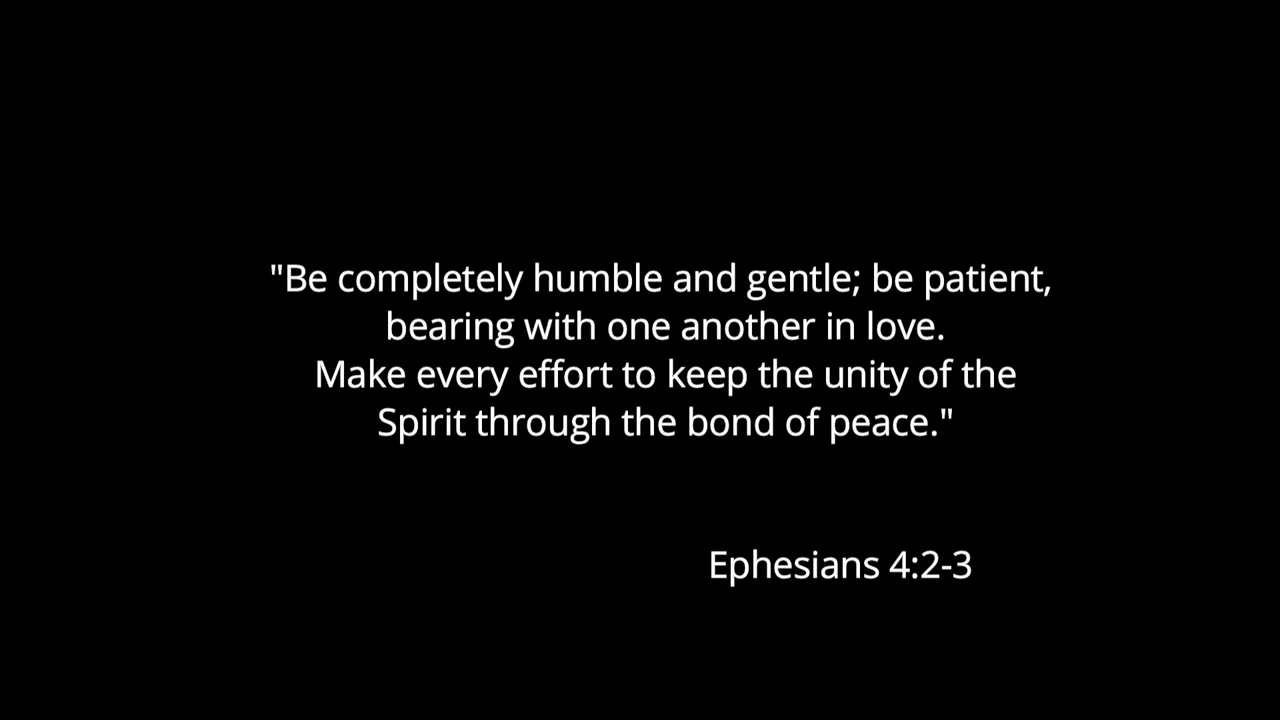 "Be completely humble and gentle; be patient,
bearing with one another in love.
Make every effort to keep the unity of the
Spirit through the bond of peace."
Ephesians 4:2-3